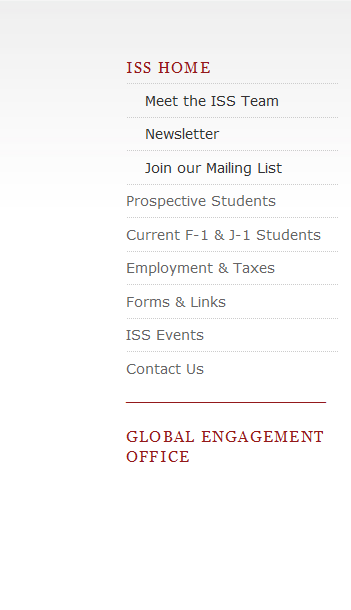 ISS HOME
Meet the ISS Team
Newsletter
Join our Mailing List
Prospective Students
Current F-1 & J-1 Students
Employment & Taxes
Forms & Links
ISS Events
Contact Us
GLOBAL ENGAGEMENT
OFFICE